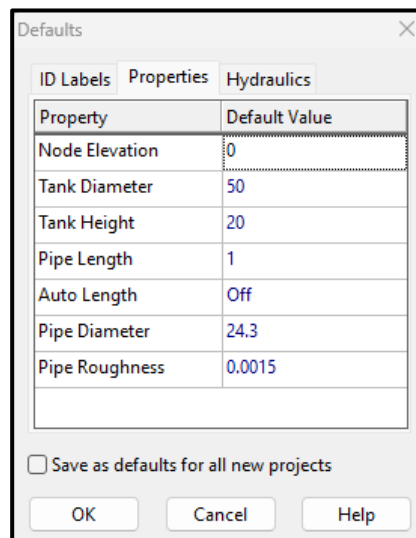 Defaults
ID Labels Properties Hydraulics
Property Default Value
Node Elevation 0
Tank Diameter 50
Tank Height 20
Pipe Length 1
Auto Length Off
Pipe Diameter 24.3
Pipe Roughness 0.0015
Save as defaults for all new projects
OK Cancel Help